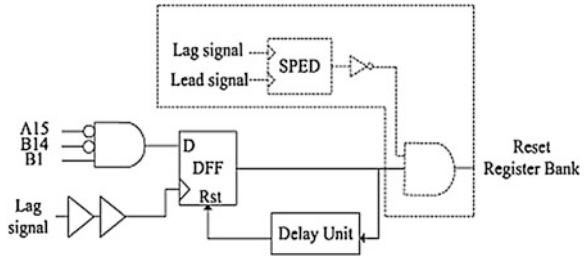 Lag signal
SPED
Lead signal
A15
B14
B1
D
DFF
Rst
Lag
signal
Delay Unit
Reset
Register Bank